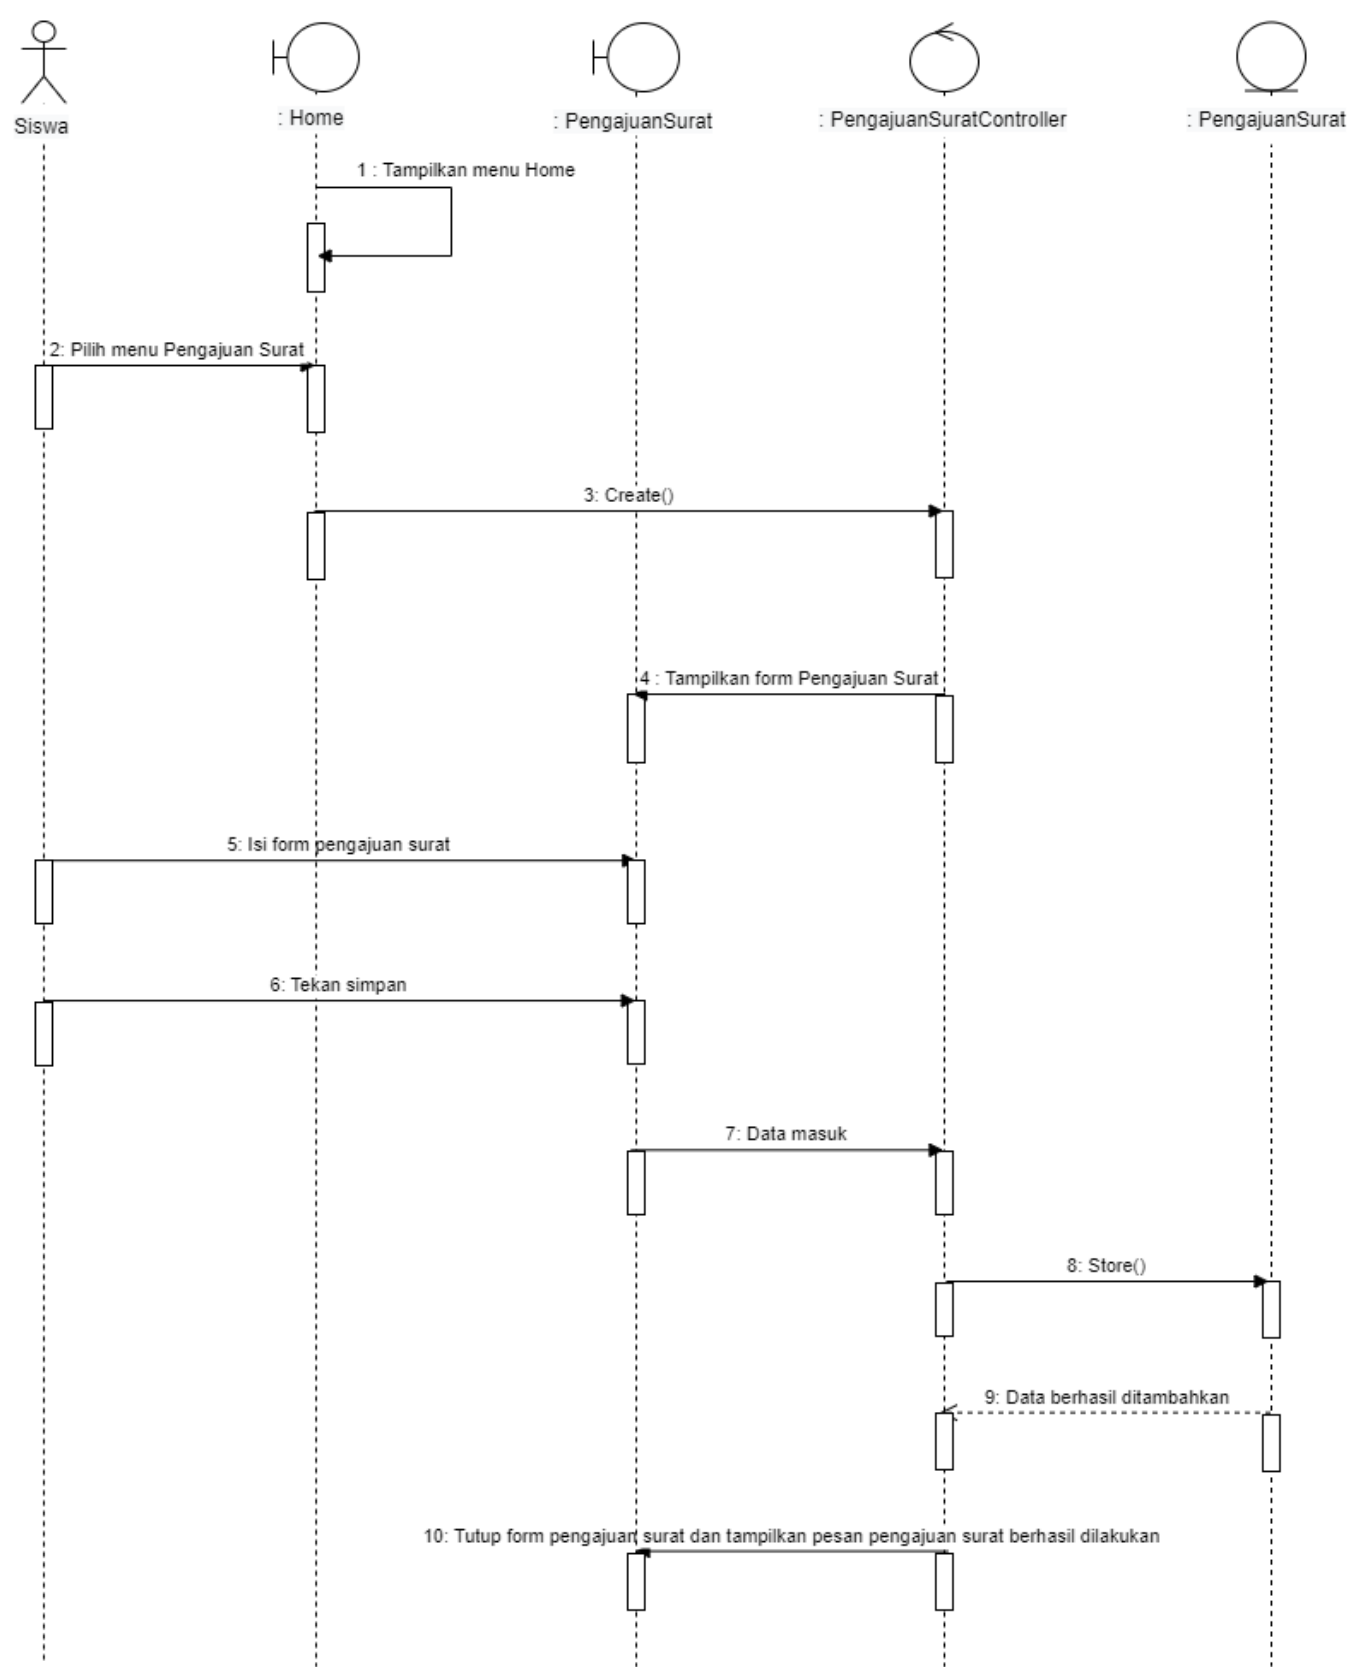 Siswa
: Home
: PengajuanSurat
: PengajuanSuratController
: PengajuanSurat
1 : Tampilkan menu Home
2: Pilih menu Pengajuan Surat
3: Create()
4 : Tampilkan form Pengajuan Surat
5: Isi form pengajuan surat
6: Tekan simpan
7: Data masuk
8: Store()
9: Data berhasil ditambahkan
10: Tutup form pengajuan surat dan tampilkan pesan pengajuan surat berhasil dilakukan